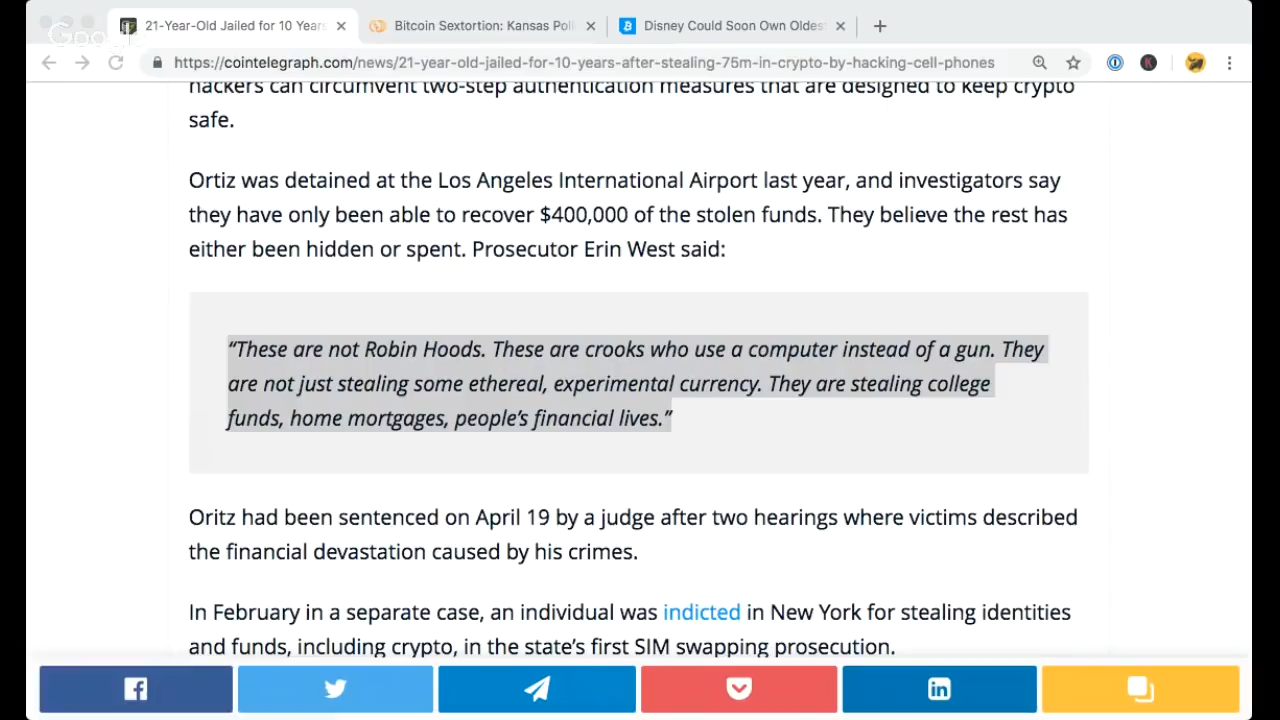 Google
21-Year-Old Jailed for 10 Years
Bitcoin Sextortion: Kansas Poli
Disney Could Soon Own Oldes
https://cointelegraph.com/news/21-year-old-jailed-for-10-years-after-stealing-75m-in-crypto-by-hacking-cell-phones
hackers can circumvent two-step authentication measures that are designed to keep crypto
safe.
Ortiz was detained at the Los Angeles International Airport last year, and investigators say
they have only been able to recover $400,000 of the stolen funds. They believe the rest has
either been hidden or spent. Prosecutor Erin West said:
“These are not Robin Hoods. These are crooks who use a computer instead of a gun. They
are not just stealing some ethereal, experimental currency. They are stealing college
funds, home mortgages, people’s financial lives.”
Oritz had been sentenced on April 19 by a judge after two hearings where victims described
the financial devastation caused by his crimes.
In February in a separate case, an individual was indicted in New York for stealing identities
and funds, including crypto, in the state’s first SIM swapping prosecution.